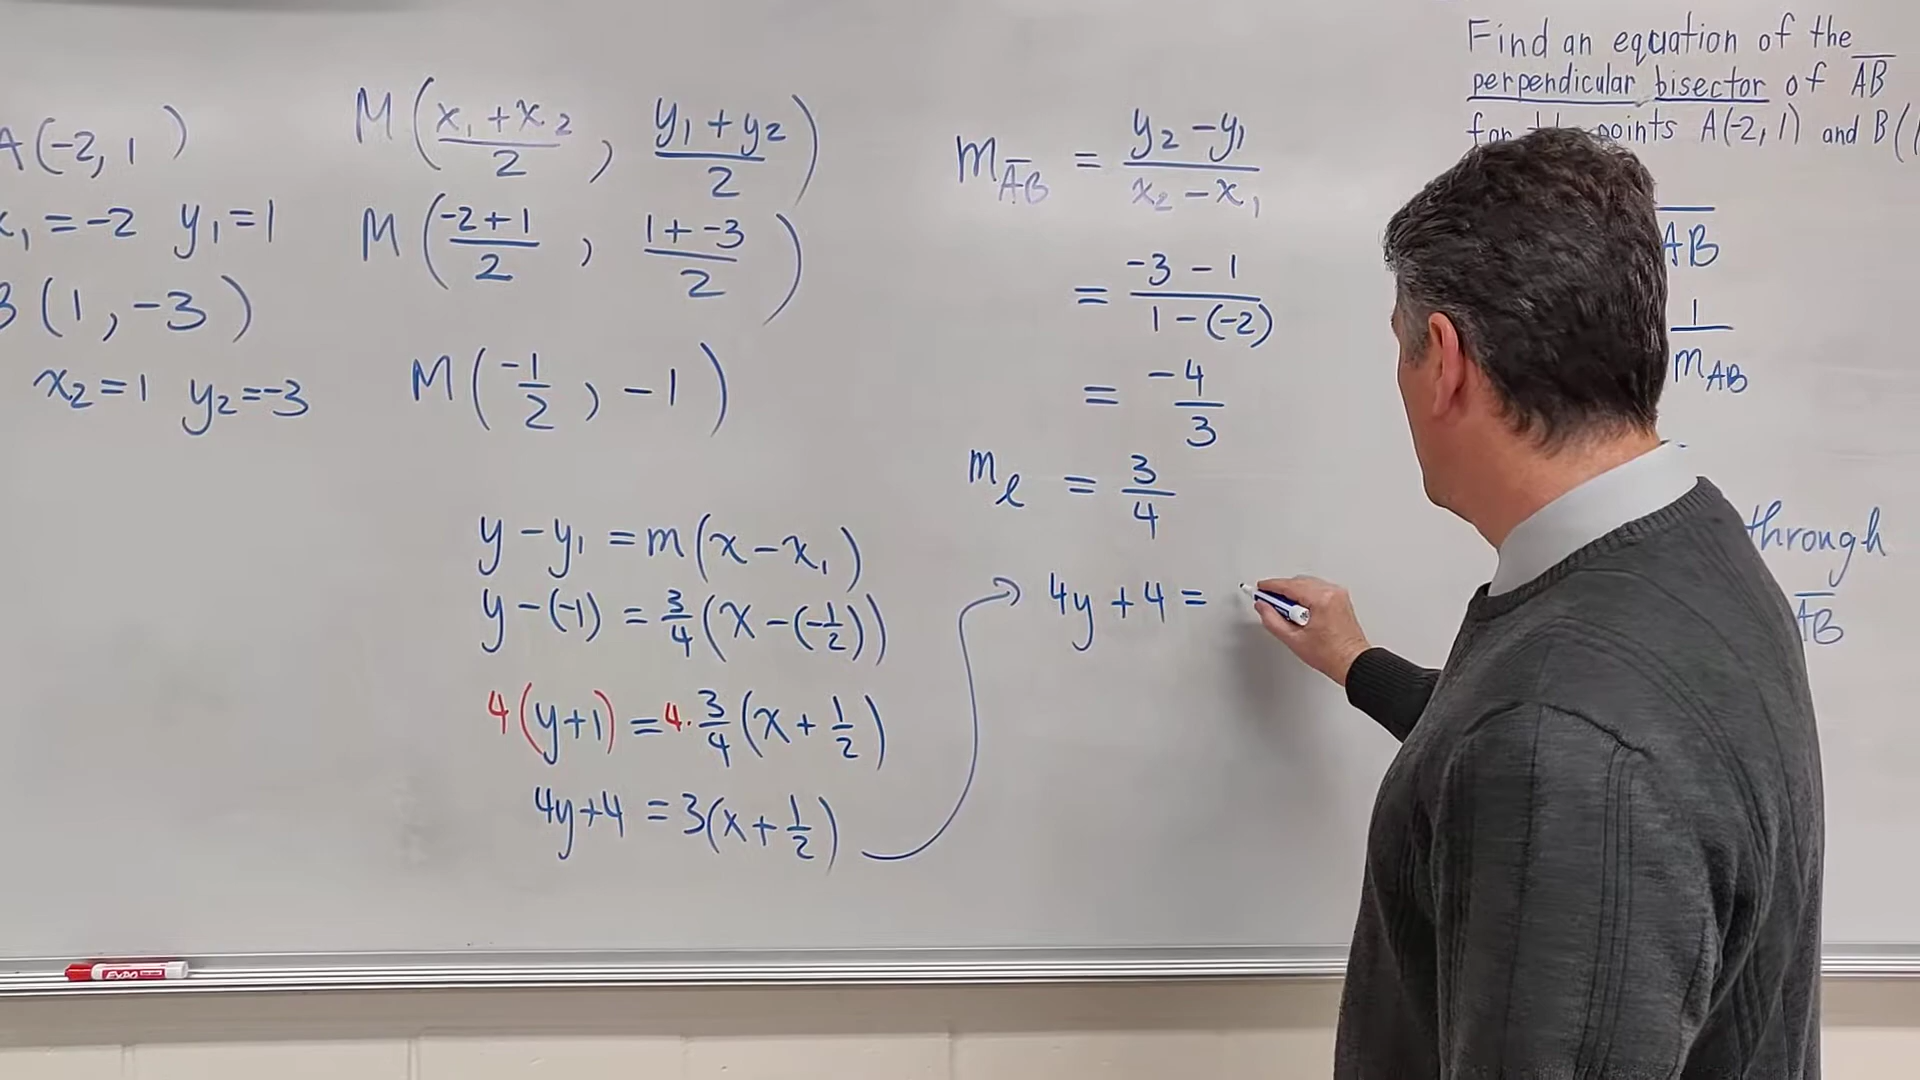 A(-2, 1)
x₁ = -2 y₁ = 1
B(1, -3)
x₂ = 1 y₂ = -3
M((x₁ + x₂)/2, (y₁ + y₂)/2)
M((-2 + 1)/2, (1 + -3)/2)
M(-1/2, -1)
y - y₁ = m(x - x₁)
y - (-1) = 3/4(x - (-1/2))
4(y + 1) = 4·3/4(x + 1/2)
4y + 4 = 3(x + 1/2)
m_AB = (y₂ - y₁)/(x₂ - x₁)
= (-3 - 1)/(1 - (-2))
= -4/3
m_ℓ = 3/4
4y + 4 =
Find an equation of the
perpendicular bisector of AB
for points A(-2, 1) and B(
AB
1/m_AB
through
AB
EXPO